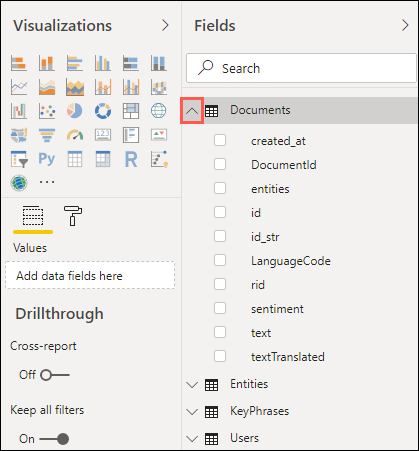 Visualizations
Py
R
123
...
Values
Add data fields here
Drillthrough
Cross-report
Off
Keep all filters
On
Fields
Search
Documents
created_at
DocumentId
entities
id
id_str
LanguageCode
rid
sentiment
text
textTranslated
Entities
KeyPhrases
Users